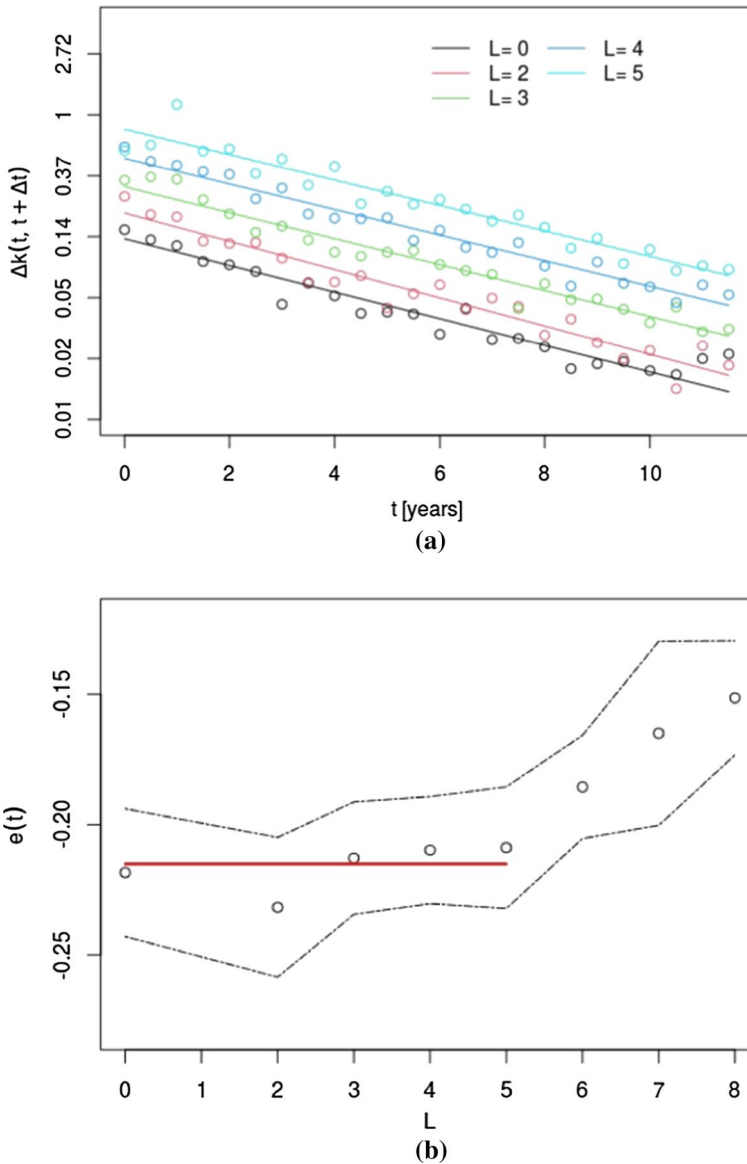 2.72
1
0.37
0.14
0.05
0.02
0.01
Δk(t, t + Δt)
L= 0
L= 2
L= 3
L= 4
L= 5
0 2 4 6 8 10
t [years]
(a)
-0.15
-0.20
-0.25
e(t)
0 1 2 3 4 5 6 7 8
L
(b)